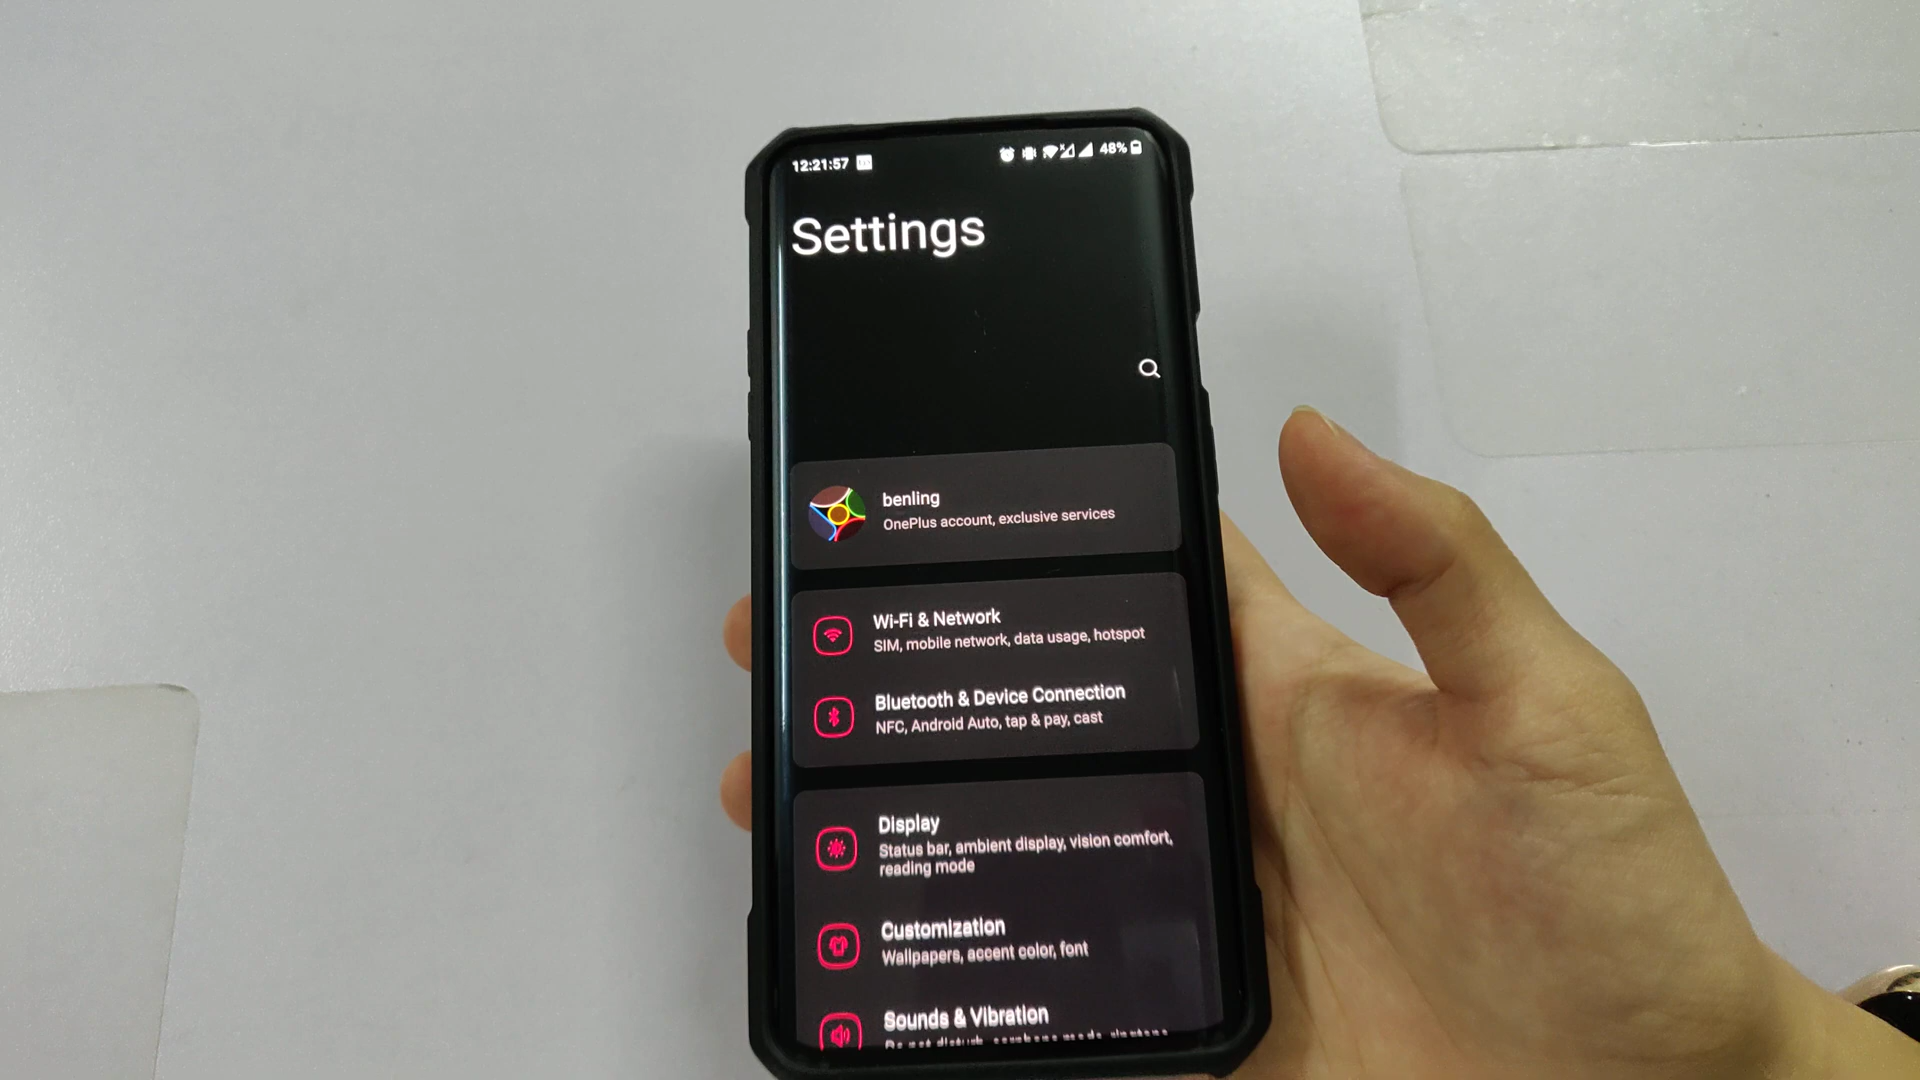 12:21:57
48%
Settings
benling
OnePlus account, exclusive services
Wi-Fi & Network
SIM, mobile network, data usage, hotspot
Bluetooth & Device Connection
NFC, Android Auto, tap & pay, cast
Display
Status bar, ambient display, vision comfort,
reading mode
Customization
Wallpapers, accent color, font
Sounds & Vibration